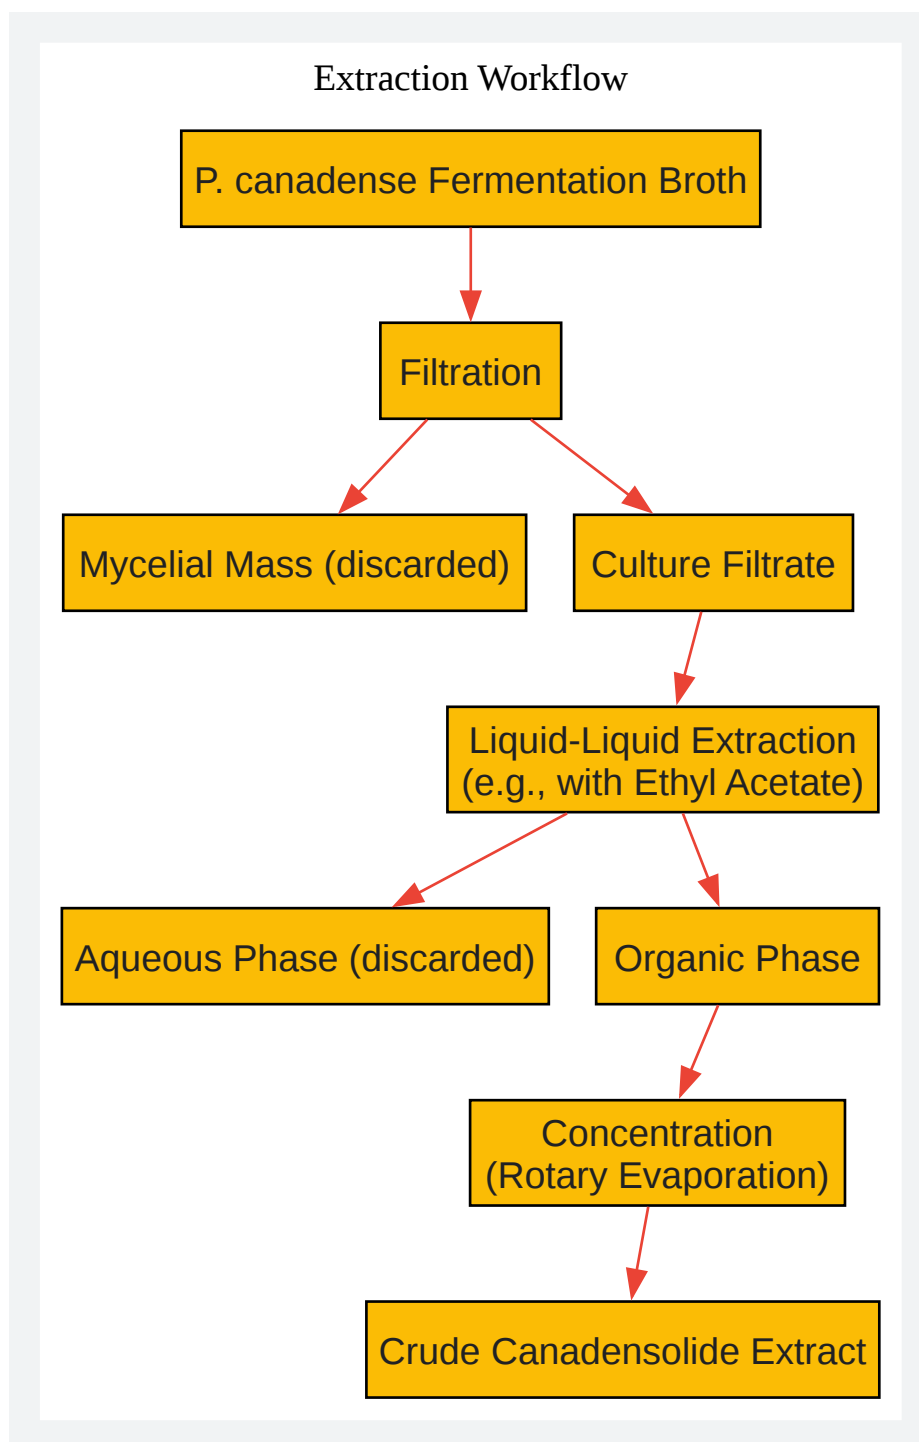 Extraction Workflow
P. canadense Fermentation Broth
Filtration
Mycelial Mass (discarded)
Culture Filtrate
Liquid-Liquid Extraction
(e.g., with Ethyl Acetate)
Aqueous Phase (discarded)
Organic Phase
Concentration
(Rotary Evaporation)
Crude Canadensolide Extract